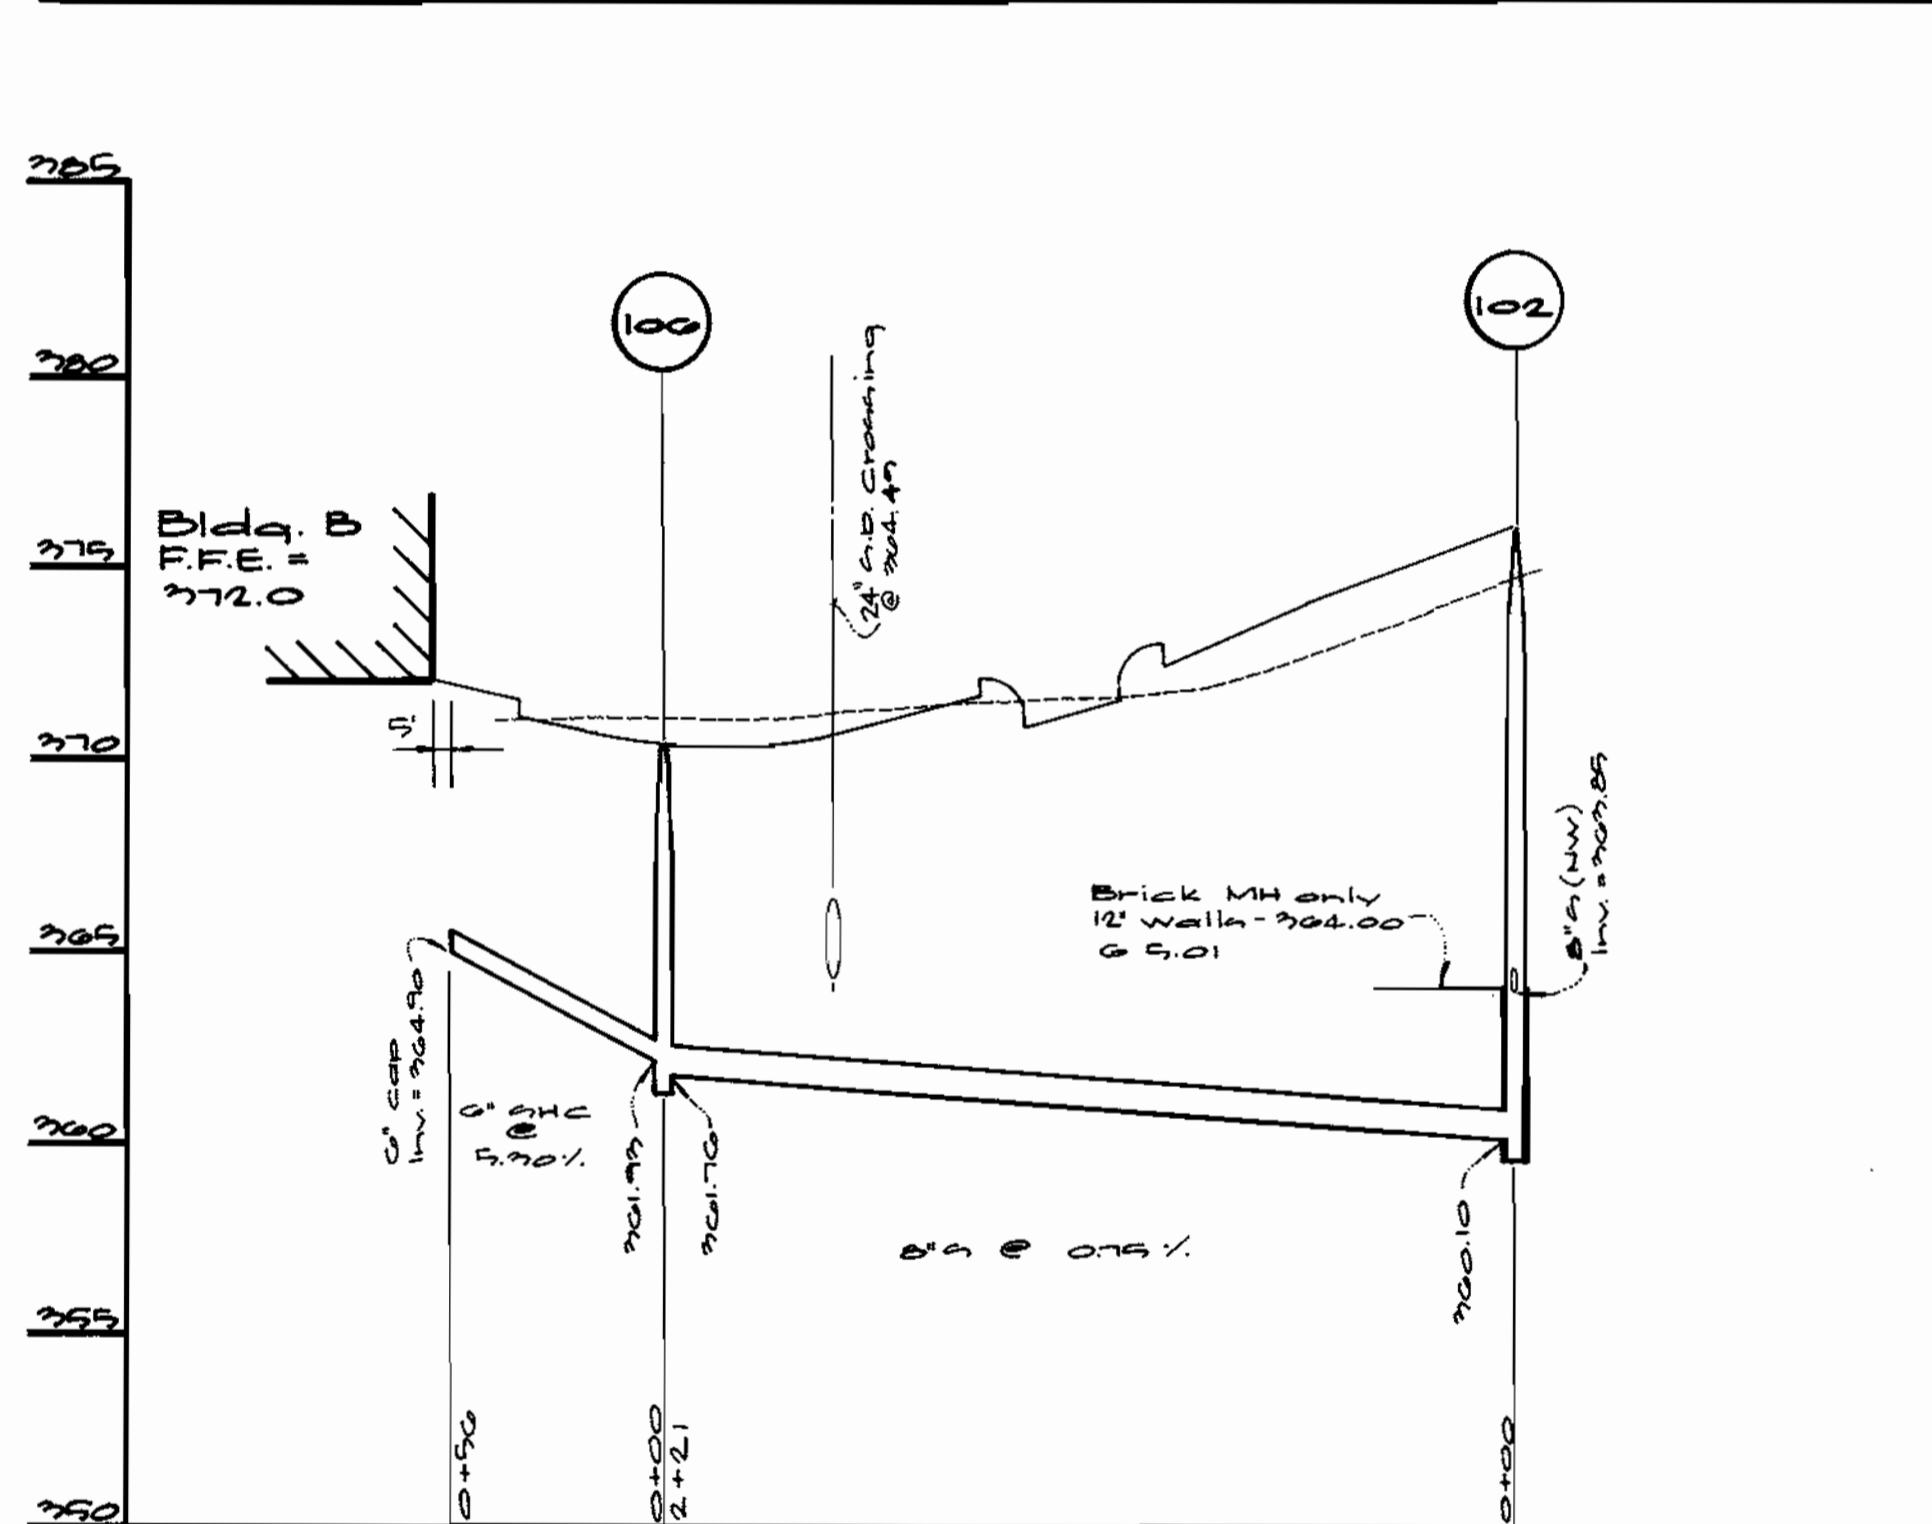 385
380
375
370
365
360
355
350
106
102
Bldg. B
F.F.E. =
372.0
5'
24" S.D. Crossing
@ 364.45
Brick MH only
12" walls - 364.00
G 5.01
8" S (NW)
Inv. = 363.85
6" cap
Inv. = 364.90
6" SHC
@
5.30%
361.93
361.76
8" S @ 0.75 %
360.10
0+56
0+00
2+21
0+00